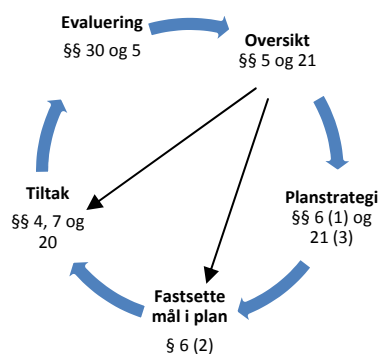 Evaluering
§§ 30 og 5
Oversikt
§§ 5 og 21
Planstrategi
§§ 6 (1) og
21 (3)
Fastsette
mål i plan
§ 6 (2)
Tiltak
§§ 4, 7 og
20